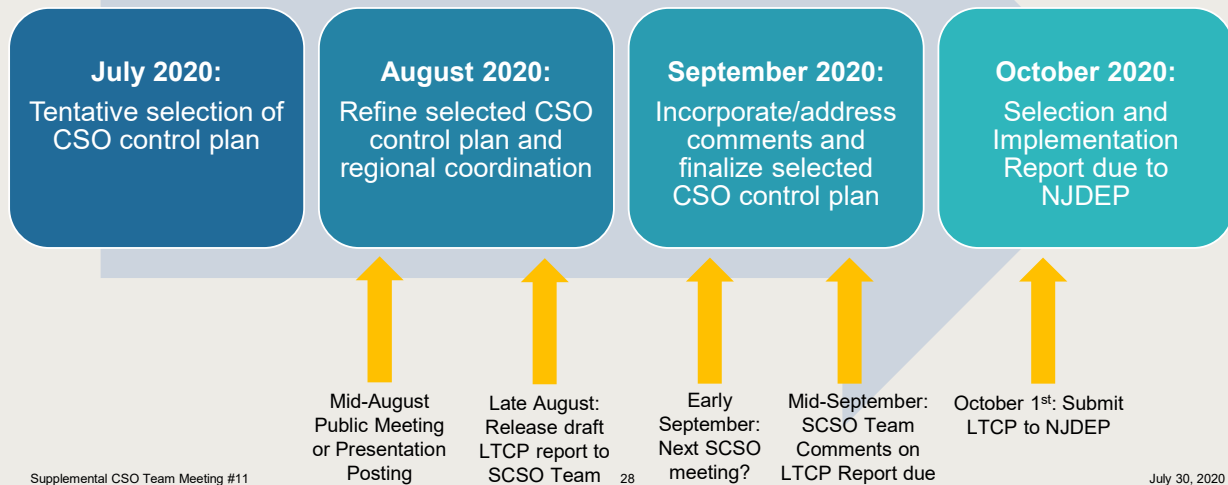 July 2020:
Tentative selection of
CSO control plan
August 2020:
Refine selected CSO
control plan and
regional coordination
September 2020:
Incorporate/address
comments and
finalize selected
CSO control plan
October 2020:
Selection and
Implementation
Report due to
NJDEP
Mid-August
Public Meeting
or Presentation
Posting
Late August:
Release draft
LTCP report to
SCSO Team
Early
September:
Next SCSO
meeting?
Mid-September:
SCSO Team
Comments on
LTCP Report due
October 1st: Submit
LTCP to NJDEP
Supplemental CSO Team Meeting #11
28
July 30, 2020